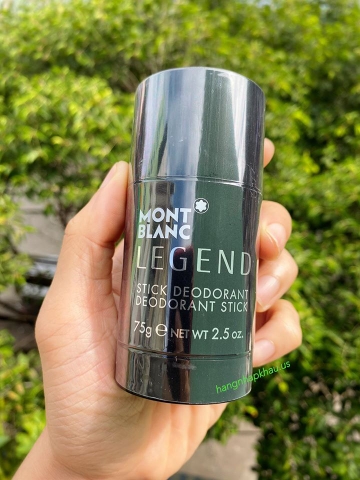 MONT
BLANC
LEGEND
STICK DEODORANT
DEODORANT STICK
75g ℮ NET WT 2.5 oz.
hangnhapkhau.us